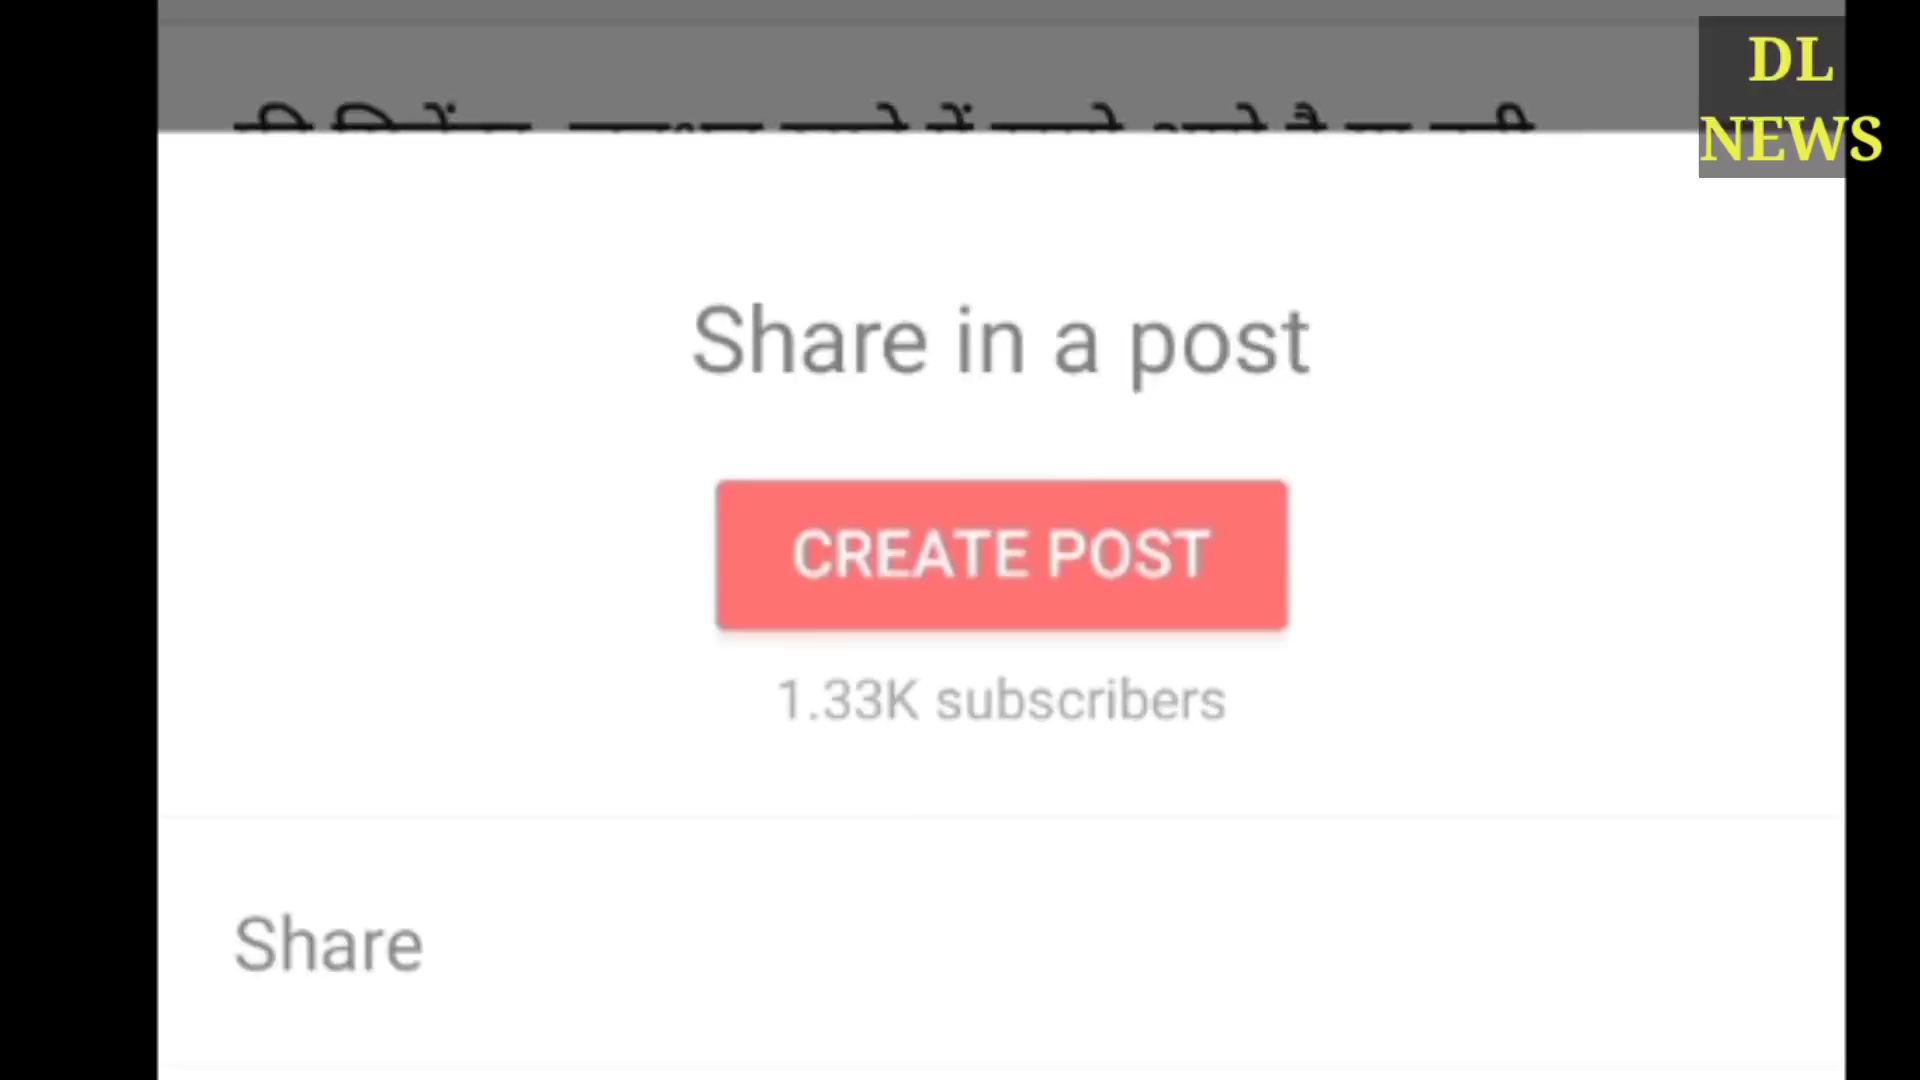 DL
NEWS
Share in a post
CREATE POST
1.33K subscribers
Share